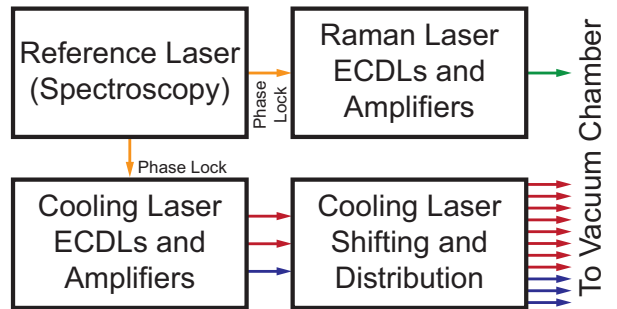 Reference Laser
(Spectroscopy)
Phase
Lock
Raman Laser
ECDLs and
Amplifiers
Phase Lock
Cooling Laser
ECDLs and
Amplifiers
Cooling Laser
Shifting and
Distribution
To Vacuum Chamber